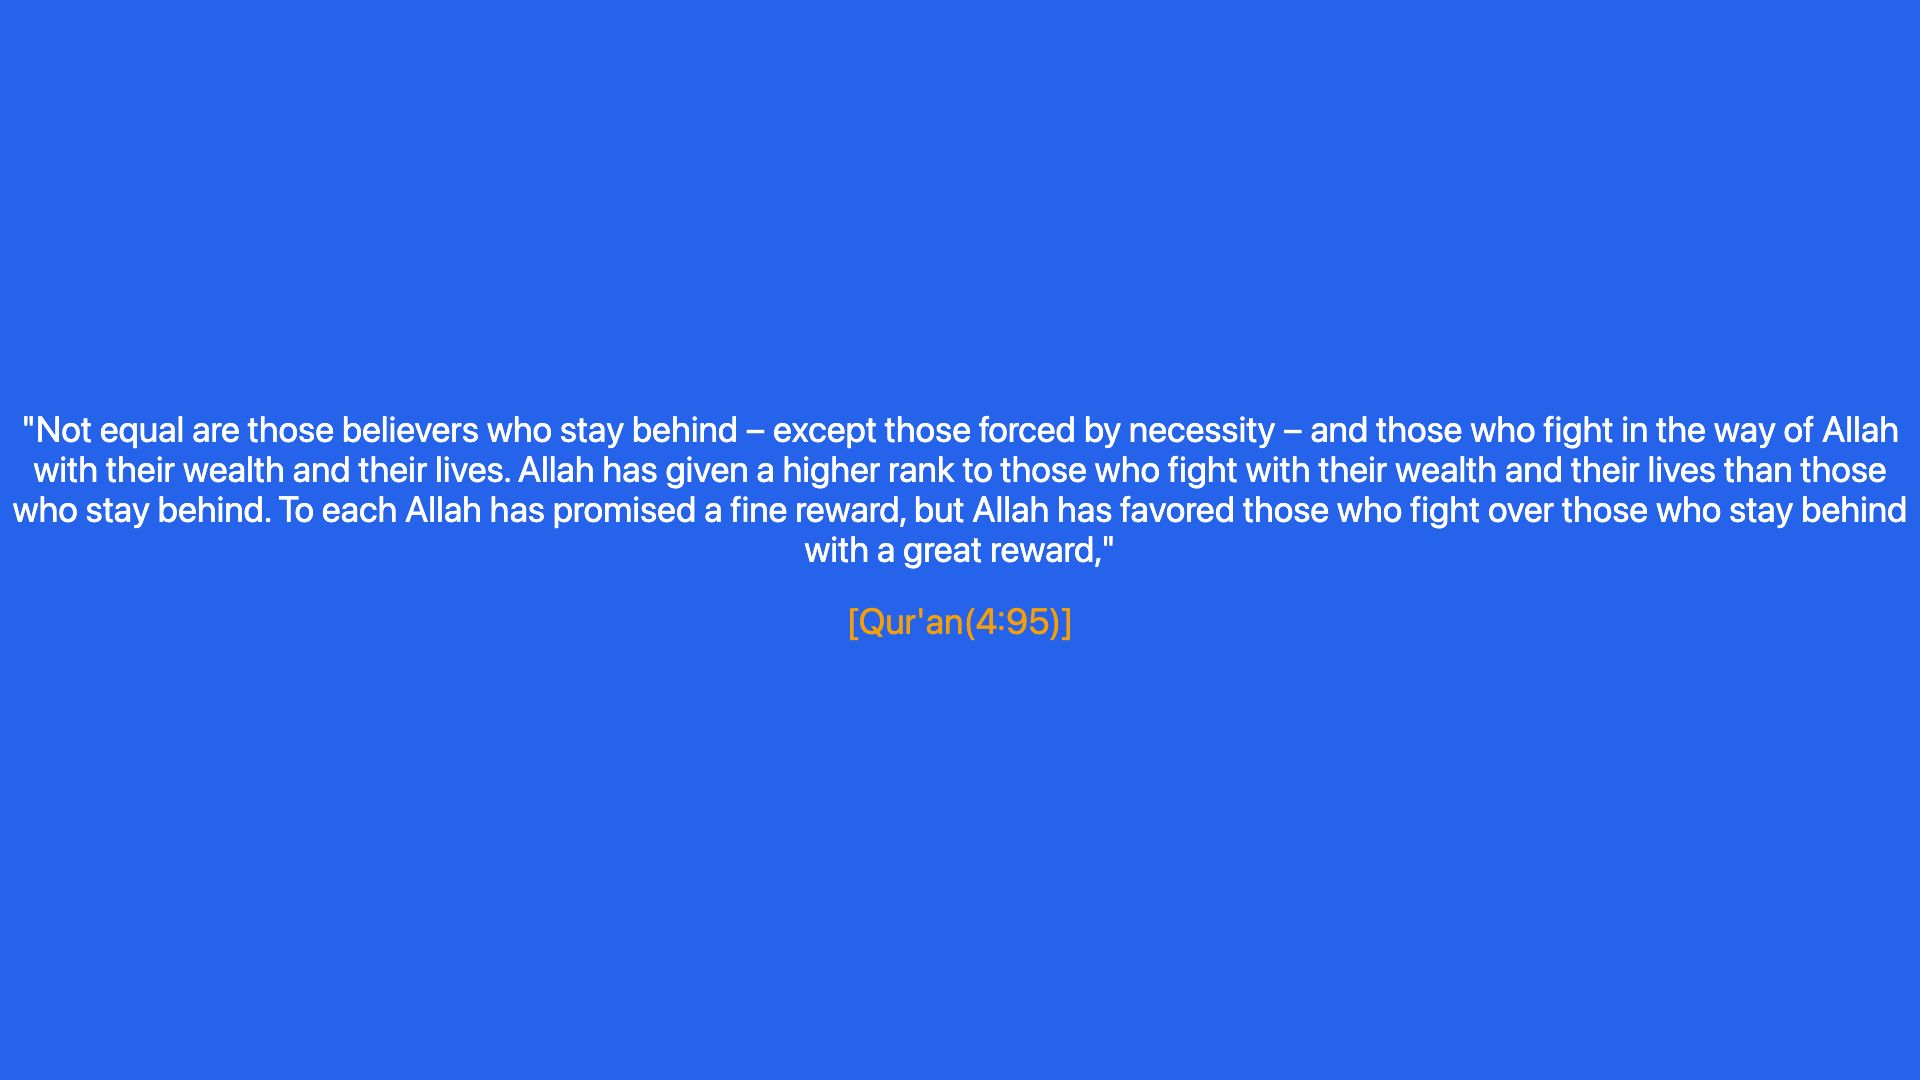 "Not equal are those believers who stay behind – except those forced by necessity – and those who fight in the way of Allah
with their wealth and their lives. Allah has given a higher rank to those who fight with their wealth and their lives than those
who stay behind. To each Allah has promised a fine reward, but Allah has favored those who fight over those who stay behind
with a great reward,"
[Qur'an(4:95)]